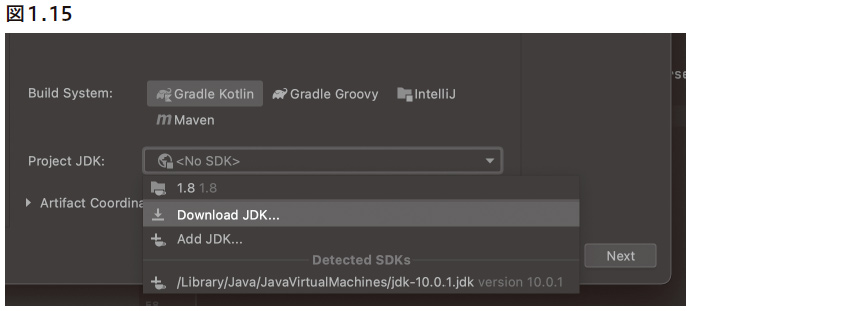 図1.15
Build System: Gradle Kotlin Gradle Groovy IntelliJ
Maven
Project JDK: <No SDK>
1.8 1.8
Artifact Coordina
Download JDK...
Add JDK...
Detected SDKs
Next
/Library/Java/JavaVirtualMachines/jdk-10.0.1.jdk version 10.0.1